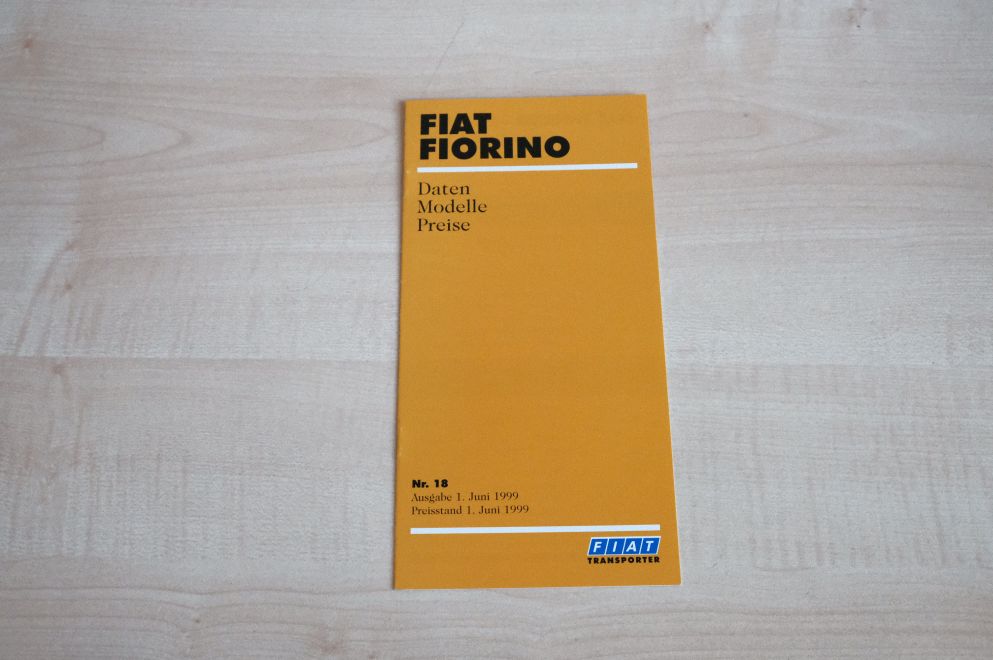 FIAT
FIORINO
Daten
Modelle
Preise
Nr. 18
Ausgabe 1. Juni 1999
Preisstand 1. Juni 1999
FIAT
TRANSPORTER